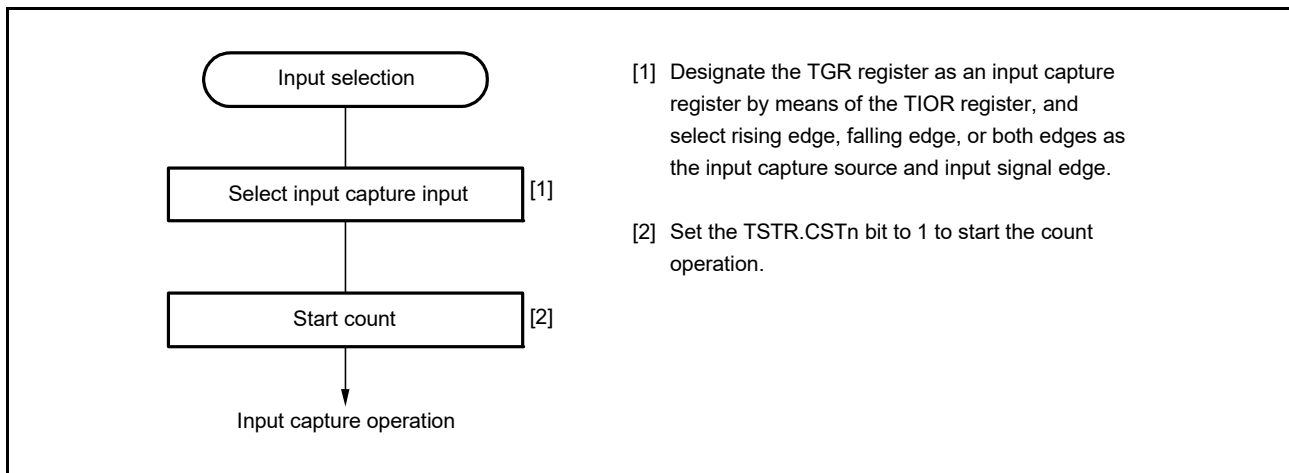 Input selection
Select input capture input
[1]
Start count
[2]
Input capture operation
[1] Designate the TGR register as an input capture
register by means of the TIOR register, and
select rising edge, falling edge, or both edges as
the input capture source and input signal edge.
[2] Set the TSTR.CSTn bit to 1 to start the count
operation.